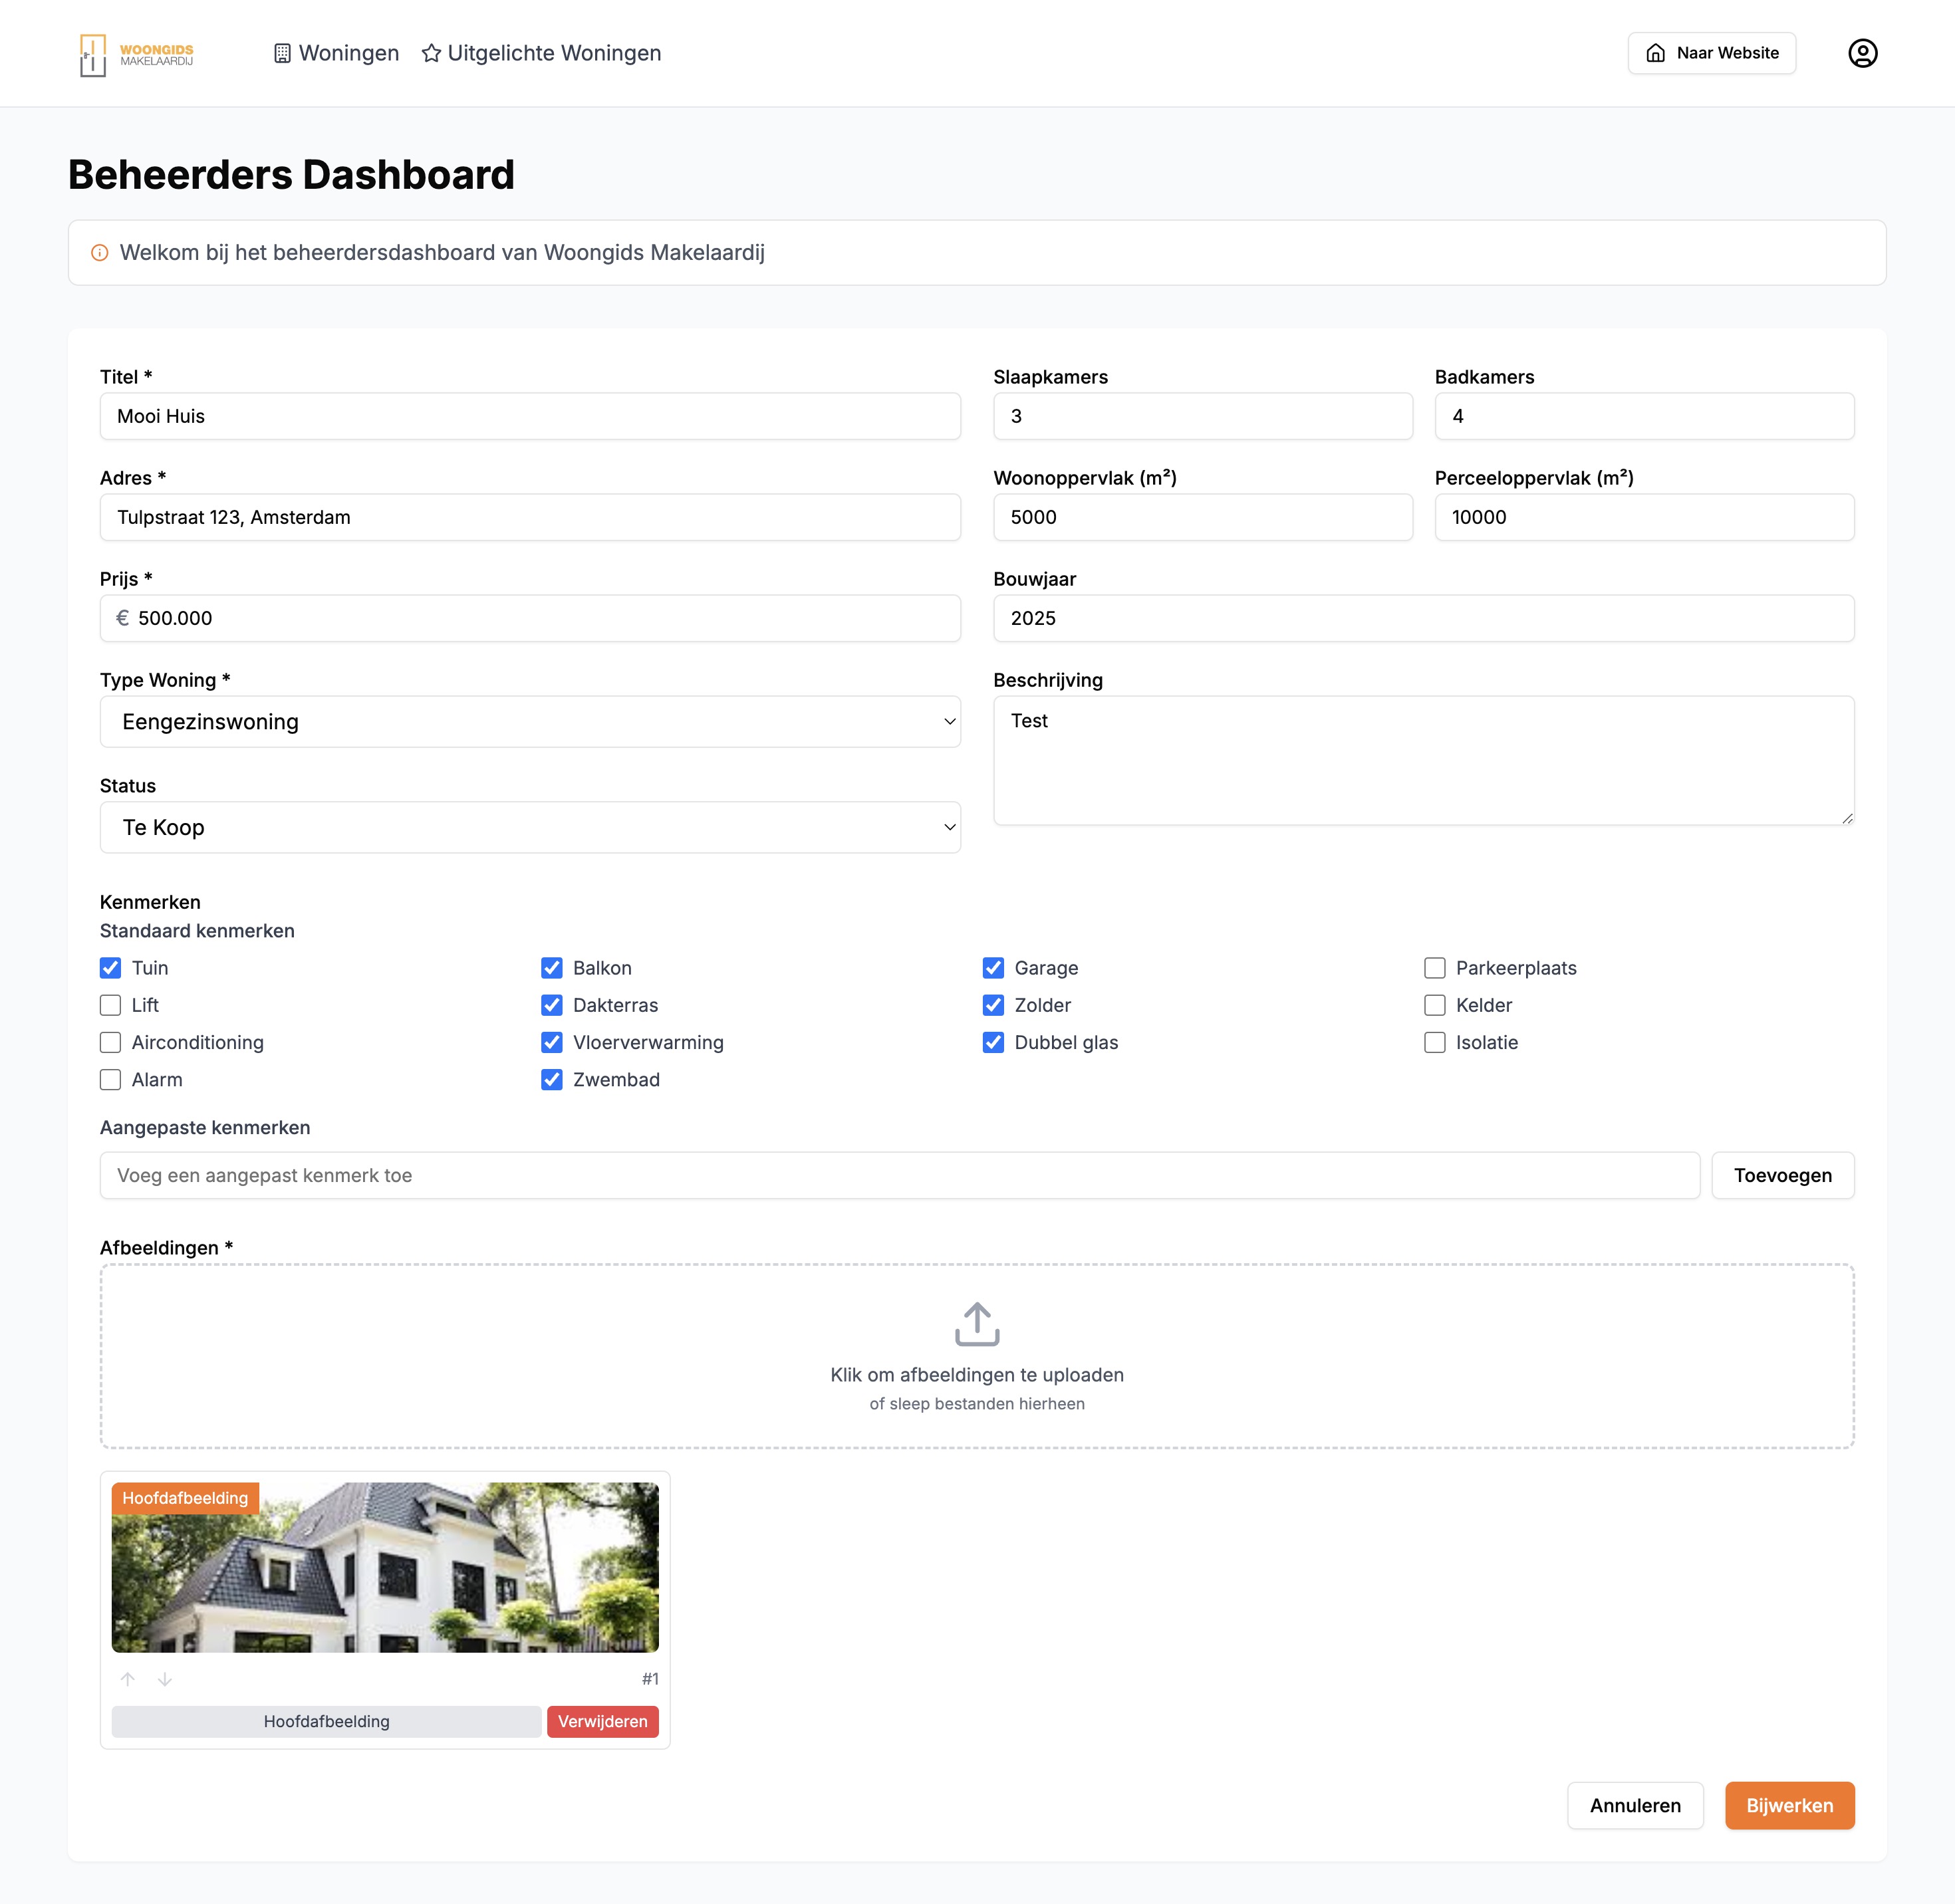 WOONGIDS
MAKELAARDIJ
Woningen
Uitgelichte Woningen
Naar Website
Beheerders Dashboard
Welkom bij het beheerdersdashboard van Woongids Makelaardij
Titel *
Mooi Huis
Slaapkamers
3
Badkamers
4
Adres *
Tulpstraat 123, Amsterdam
Woonoppervlak (m²)
5000
Perceeloppervlak (m²)
10000
Prijs *
€ 500.000
Bouwjaar
2025
Type Woning *
Eengezinswoning
Beschrijving
Test
Status
Te Koop
Kenmerken
Standaard kenmerken
Tuin
Balkon
Garage
Parkeerplaats
Lift
Dakterras
Zolder
Kelder
Airconditioning
Vloerverwarming
Dubbel glas
Isolatie
Alarm
Zwembad
Aangepaste kenmerken
Voeg een aangepast kenmerk toe
Toevoegen
Afbeeldingen *
Klik om afbeeldingen te uploaden
of sleep bestanden hierheen
Hoofdafbeelding
#1
Hoofdafbeelding
Verwijderen
Annuleren
Bijwerken